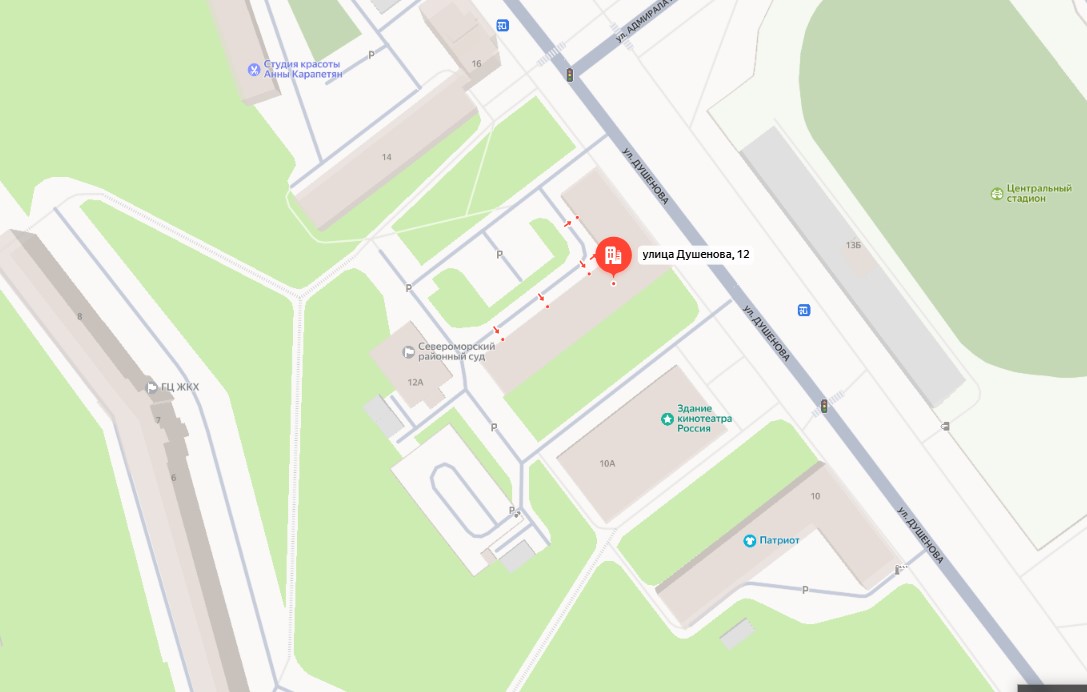 ул. АДМИРАЛА
P
16
Студия красоты
Анны Карапетян
14
ул. ДУШЕНОВА
Центральный
стадион
13Б
P
улица Душенова, 12
P
8
Североморский
районный суд
12А
ГЦ ЖКХ
ул. ДУШЕНОВА
7
Здание
кинотеатра
Россия
P
10А
6
10
P
ул. ДУШЕНОВА
Патриот
P